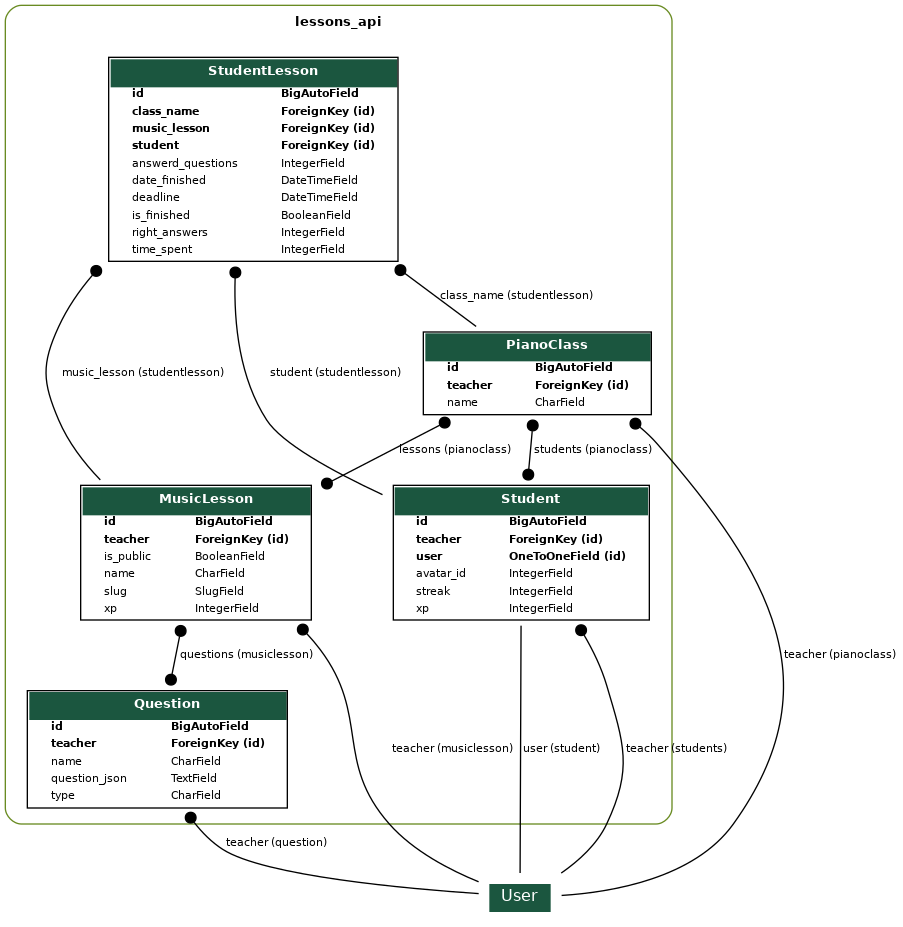 lessons_api
StudentLesson
id BigAutoField
class_name ForeignKey (id)
music_lesson ForeignKey (id)
student ForeignKey (id)
answerd_questions IntegerField
date_finished DateTimeField
deadline DateTimeField
is_finished BooleanField
right_answers IntegerField
time_spent IntegerField
class_name (studentlesson)
music_lesson (studentlesson)
student (studentlesson)
PianoClass
id BigAutoField
teacher ForeignKey (id)
name CharField
lessons (pianoclass)
students (pianoclass)
MusicLesson
id BigAutoField
teacher ForeignKey (id)
is_public BooleanField
name CharField
slug SlugField
xp IntegerField
Student
id BigAutoField
teacher ForeignKey (id)
user OneToOneField (id)
avatar_id IntegerField
streak IntegerField
xp IntegerField
questions (musiclesson)
teacher (pianoclass)
Question
id BigAutoField
teacher ForeignKey (id)
name CharField
question_json TextField
type CharField
teacher (musiclesson)
user (student)
teacher (students)
teacher (question)
User